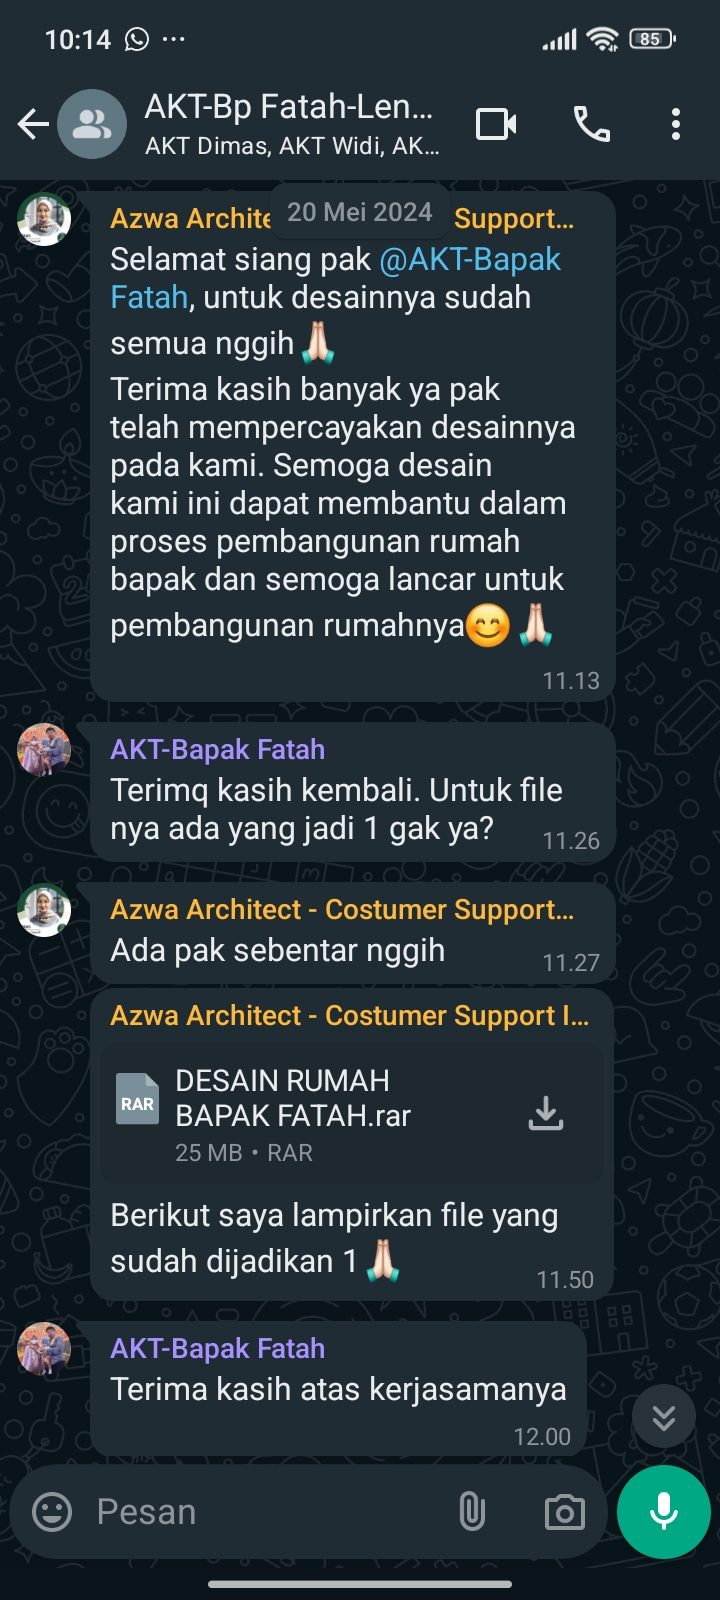 10:14
85
AKT-Bp Fatah-Len...
AKT Dimas, AKT Widi, AK...
20 Mei 2024
Azwa Archite Support...
Selamat siang pak @AKT-Bapak
Fatah, untuk desainnya sudah
semua nggih🙏🏻
Terima kasih banyak ya pak
telah mempercayakan desainnya
pada kami. Semoga desain
kami ini dapat membantu dalam
proses pembangunan rumah
bapak dan semoga lancar untuk
pembangunan rumahnya😊🙏🏻
11.13
AKT-Bapak Fatah
Terimq kasih kembali. Untuk file
nya ada yang jadi 1 gak ya?
11.26
Azwa Architect - Costumer Support...
Ada pak sebentar nggih
11.27
Azwa Architect - Costumer Support I...
RAR
DESAIN RUMAH
BAPAK FATAH.rar
25 MB • RAR
Berikut saya lampirkan file yang
sudah dijadikan 1🙏🏻
11.50
AKT-Bapak Fatah
Terima kasih atas kerjasamanya
12.00
Pesan